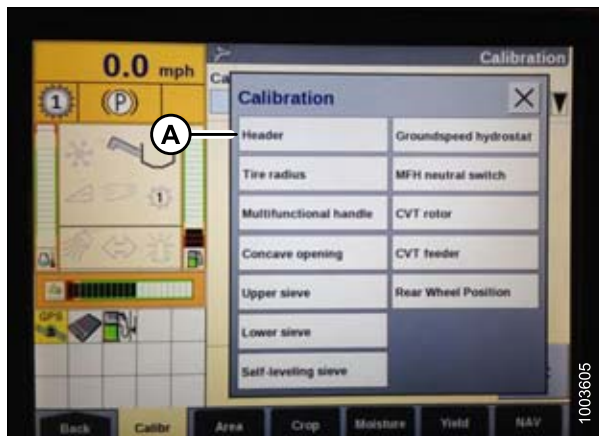 0.0 mph
Calibration
Ca
1
(P)
A
Calibration
Header
Groundspeed hydrostat
Tire radius
MFH neutral switch
1
Multifunctional handle
CVT rotor
Concave opening
CVT feeder
Upper sieve
Rear Wheel Position
GPS
Lower sieve
Self-leveling sieve
Back
Calibr
Area
Crop
Moisture
Yield
NAV
1003605